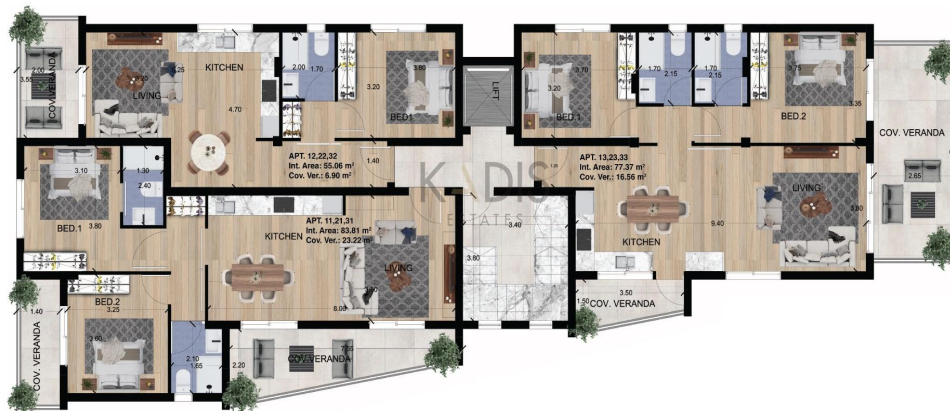 KITCHEN
LIVING
COV. VERANDA
3.55
6.25
4.70
2.00
1.70
3.20
3.80
BED1
1.40
APT. 12,22,32
Int. Area: 55.06 m²
Cov. Ver.: 6.90 m²
LIFT
3.20
3.70
BED.1
1.70
2.15
1.70
2.15
3.75
3.35
BED.2
COV. VERANDA
2.65
APT. 13,23,33
Int. Area: 77.37 m²
Cov. Ver.: 16.56 m²
LIVING
9.40
KITCHEN
COV. VERANDA
3.50
1.50
KADIS
ESTATES
3.40
3.80
3.10
1.30
2.40
3.80
BED.1
APT. 11,21,31
Int. Area: 83.81 m²
Cov. Ver.: 23.22 m²
KITCHEN
LIVING
8.00
BED.2
3.25
3.60
1.40
COV. VERANDA
2.10
1.65
2.20
COV. VERANDA